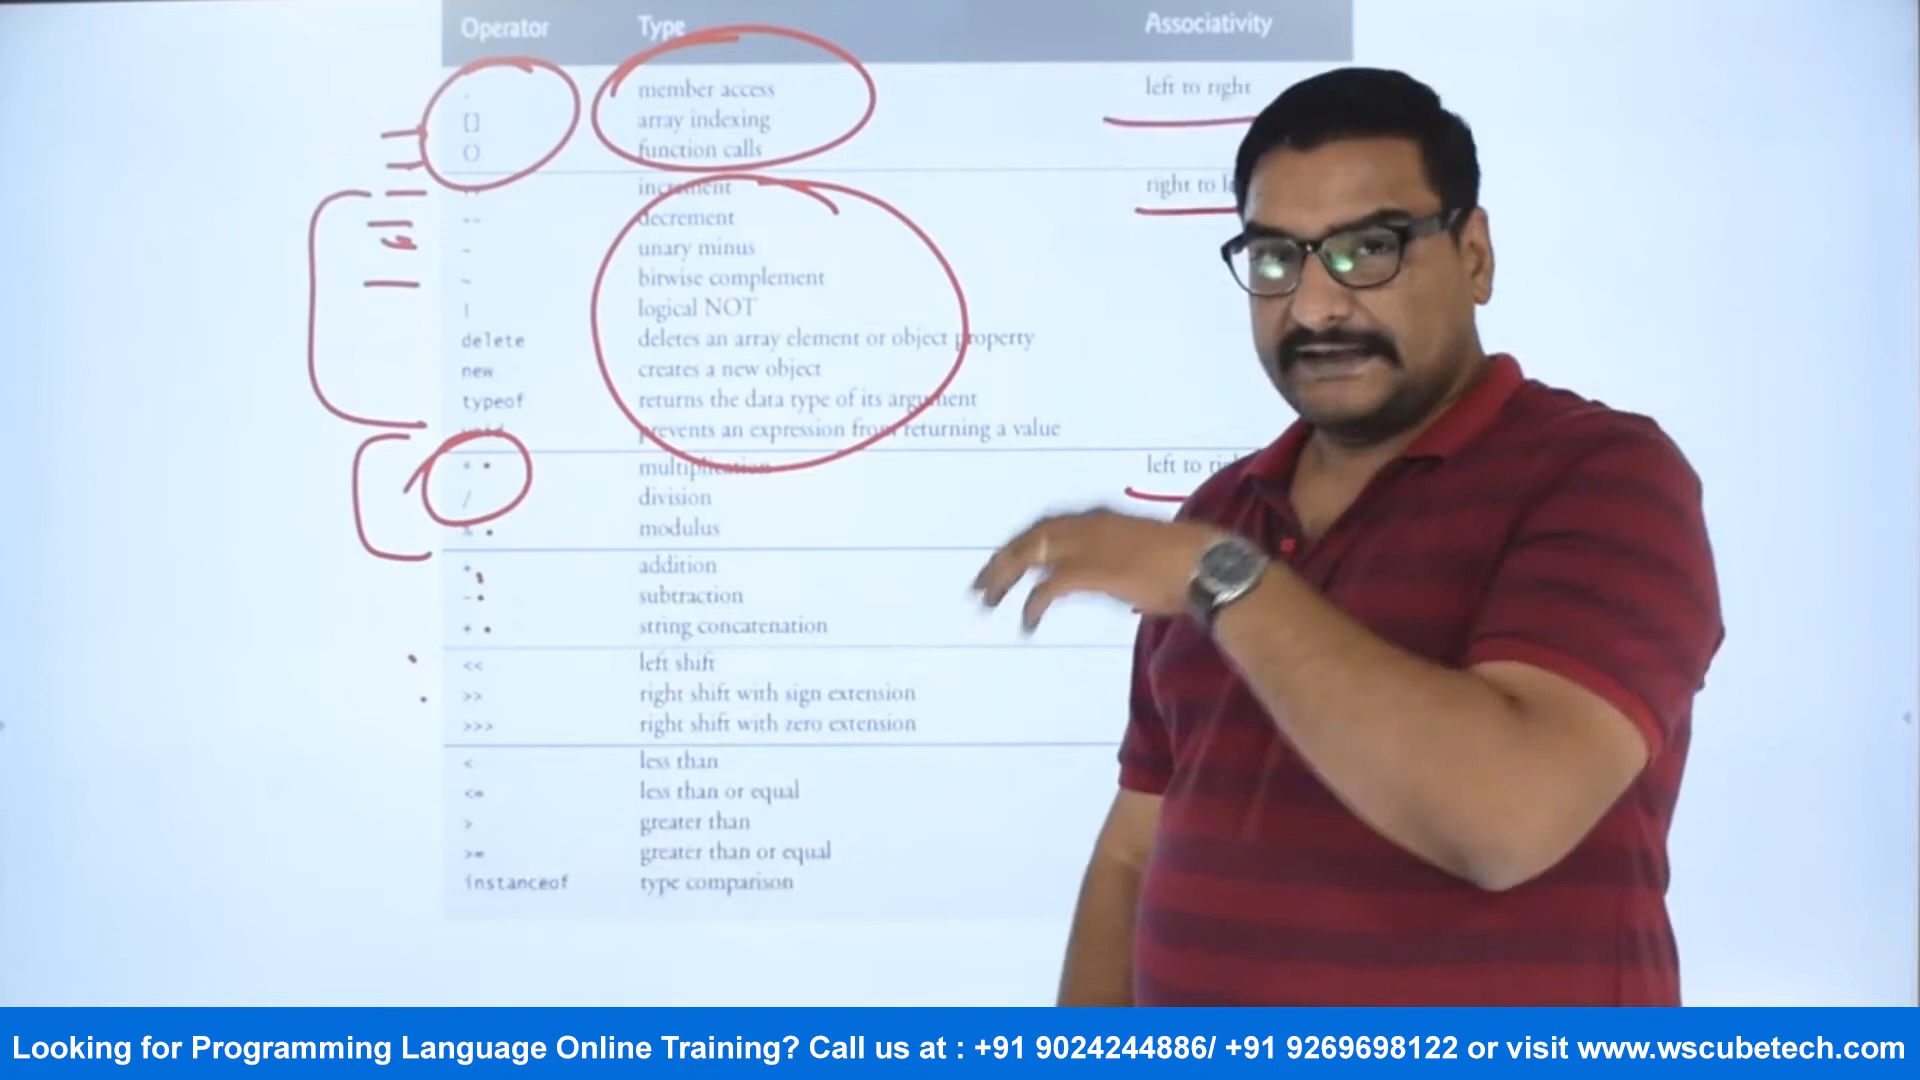 Operator Type Associativity
. member access left to right
[] array indexing
() function calls
increment right to
-- decrement
- unary minus
~ bitwise complement
! logical NOT
delete deletes an array element or object property
new creates a new object
typeof returns the data type of its argument
void prevents an expression from returning a value
* multiplication left to
/ division
% modulus
+ addition
- subtraction
+ string concatenation
<< left shift
>> right shift with sign extension
>>> right shift with zero extension
< less than
<= less than or equal
> greater than
>= greater than or equal
instanceof type comparison
Looking for Programming Language Online Training? Call us at : +91 9024244886/ +91 9269698122 or visit www.wscubetech.com